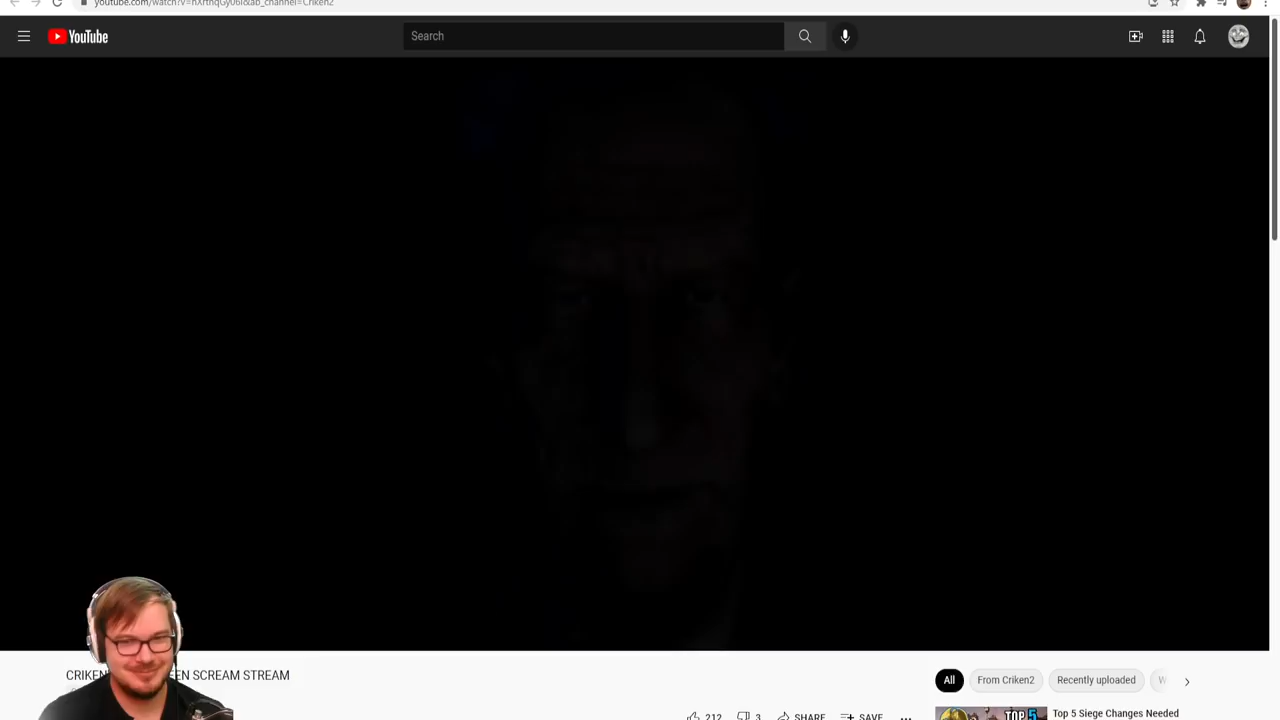 YouTube
Search
CRIKEN EEN SCREAM STREAM
212
3
SHARE
SAVE
All
From Criken2
Recently uploaded
W
TOP 5
Top 5 Siege Changes Needed